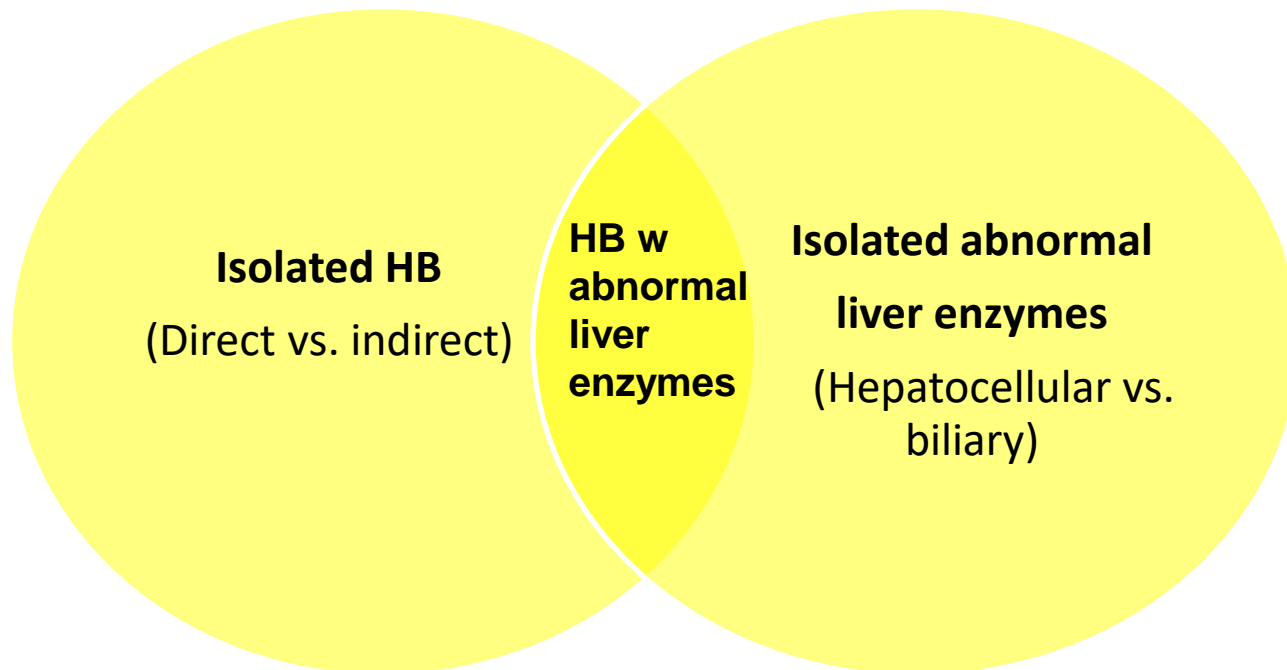 Isolated HB
(Direct vs. indirect)
HB w
abnormal
liver
enzymes
Isolated abnormal
liver enzymes
(Hepatocellular vs.
biliary)